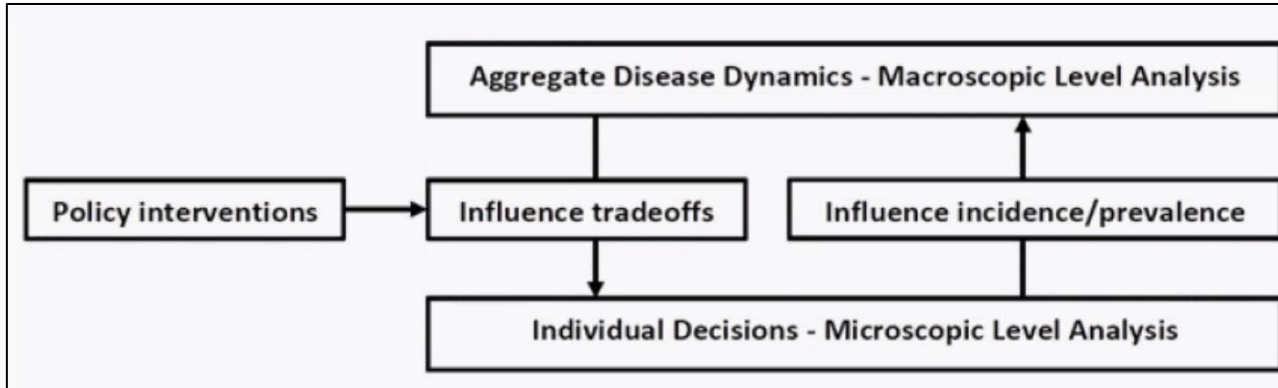 Aggregate Disease Dynamics - Macroscopic Level Analysis
Policy interventions
Influence tradeoffs
Influence incidence/prevalence
Individual Decisions - Microscopic Level Analysis